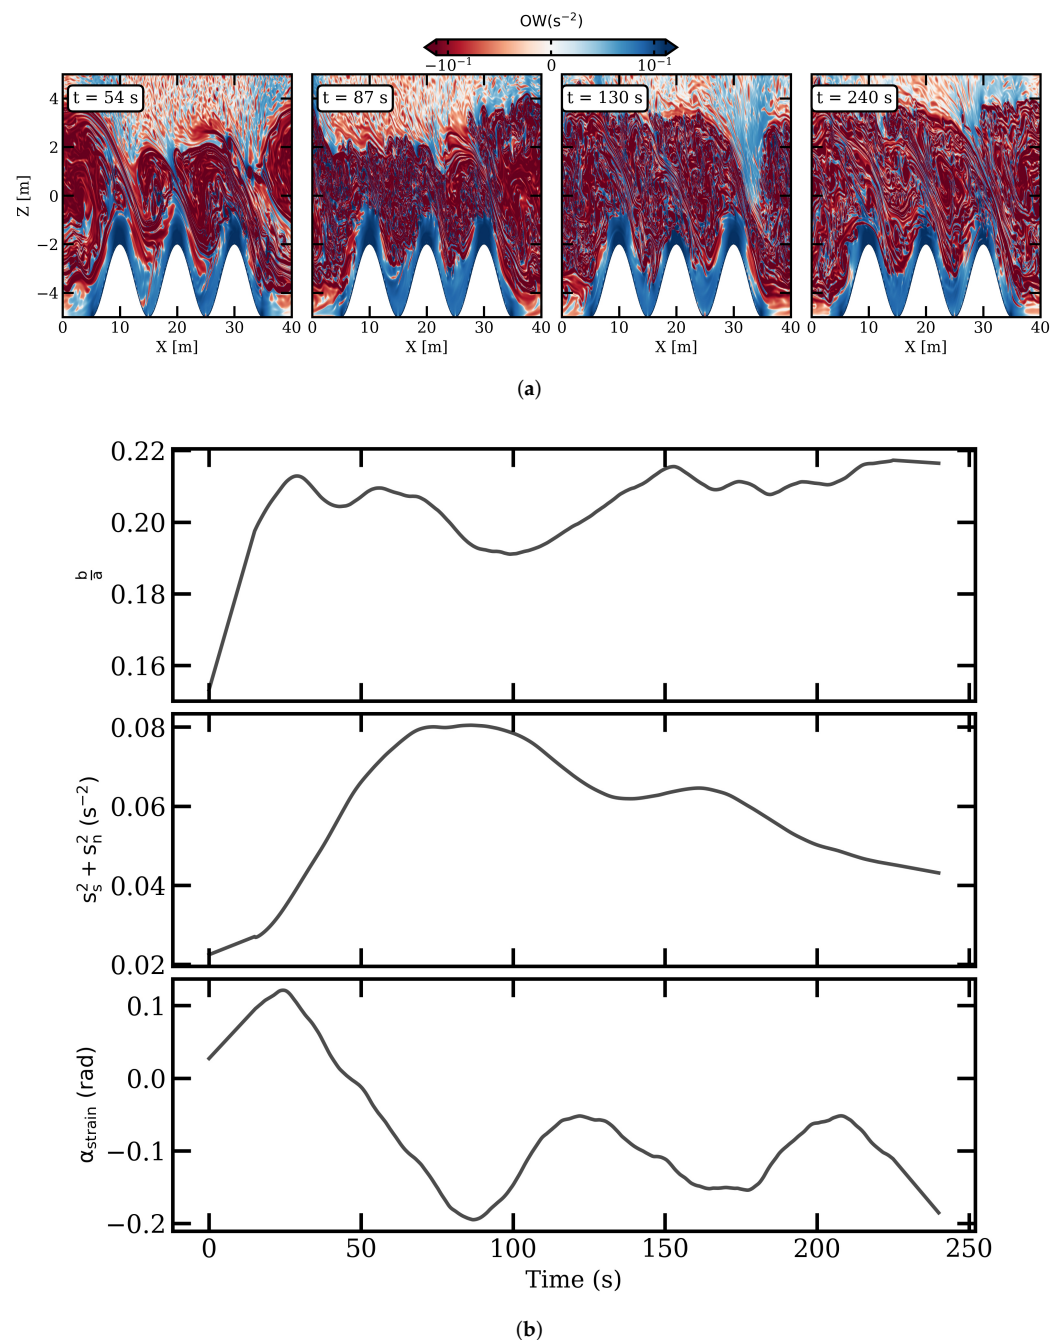 OW(s⁻²)
−10⁻¹ 0 10⁻¹
t = 54 s t = 87 s t = 130 s t = 240 s
Z [m]
4
2
0
−2
−4
0 10 20 30 40 0 10 20 30 40 0 10 20 30 40 0 10 20 30 40
X [m] X [m] X [m] X [m]
(a)
b/a
0.22
0.20
0.18
0.16
s_s² + s_n² (s⁻²)
0.08
0.06
0.04
0.02
α_strain (rad)
0.1
0.0
−0.1
−0.2
0 50 100 150 200 250
Time (s)
(b)